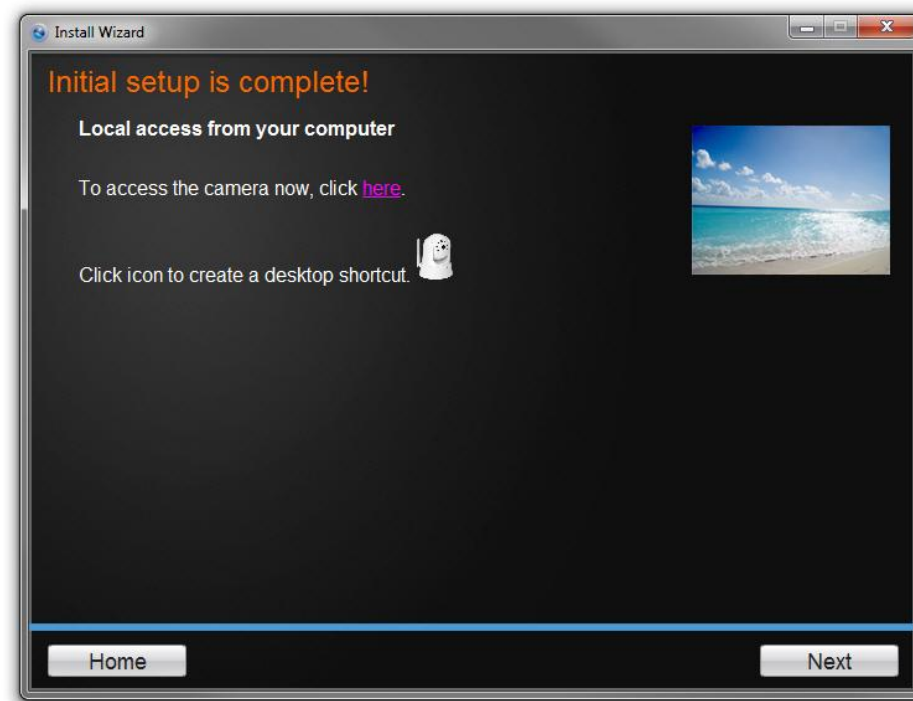 Install Wizard
Initial setup is complete!
Local access from your computer
To access the camera now, click here.
Click icon to create a desktop shortcut.
Home
Next